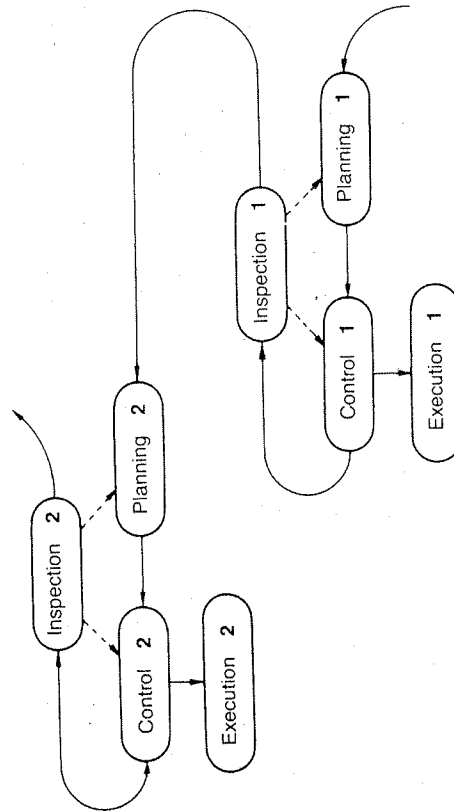 Inspection 2
Planning 2
Control 2
Execution 2
Inspection 1
Planning 1
Control 1
Execution 1